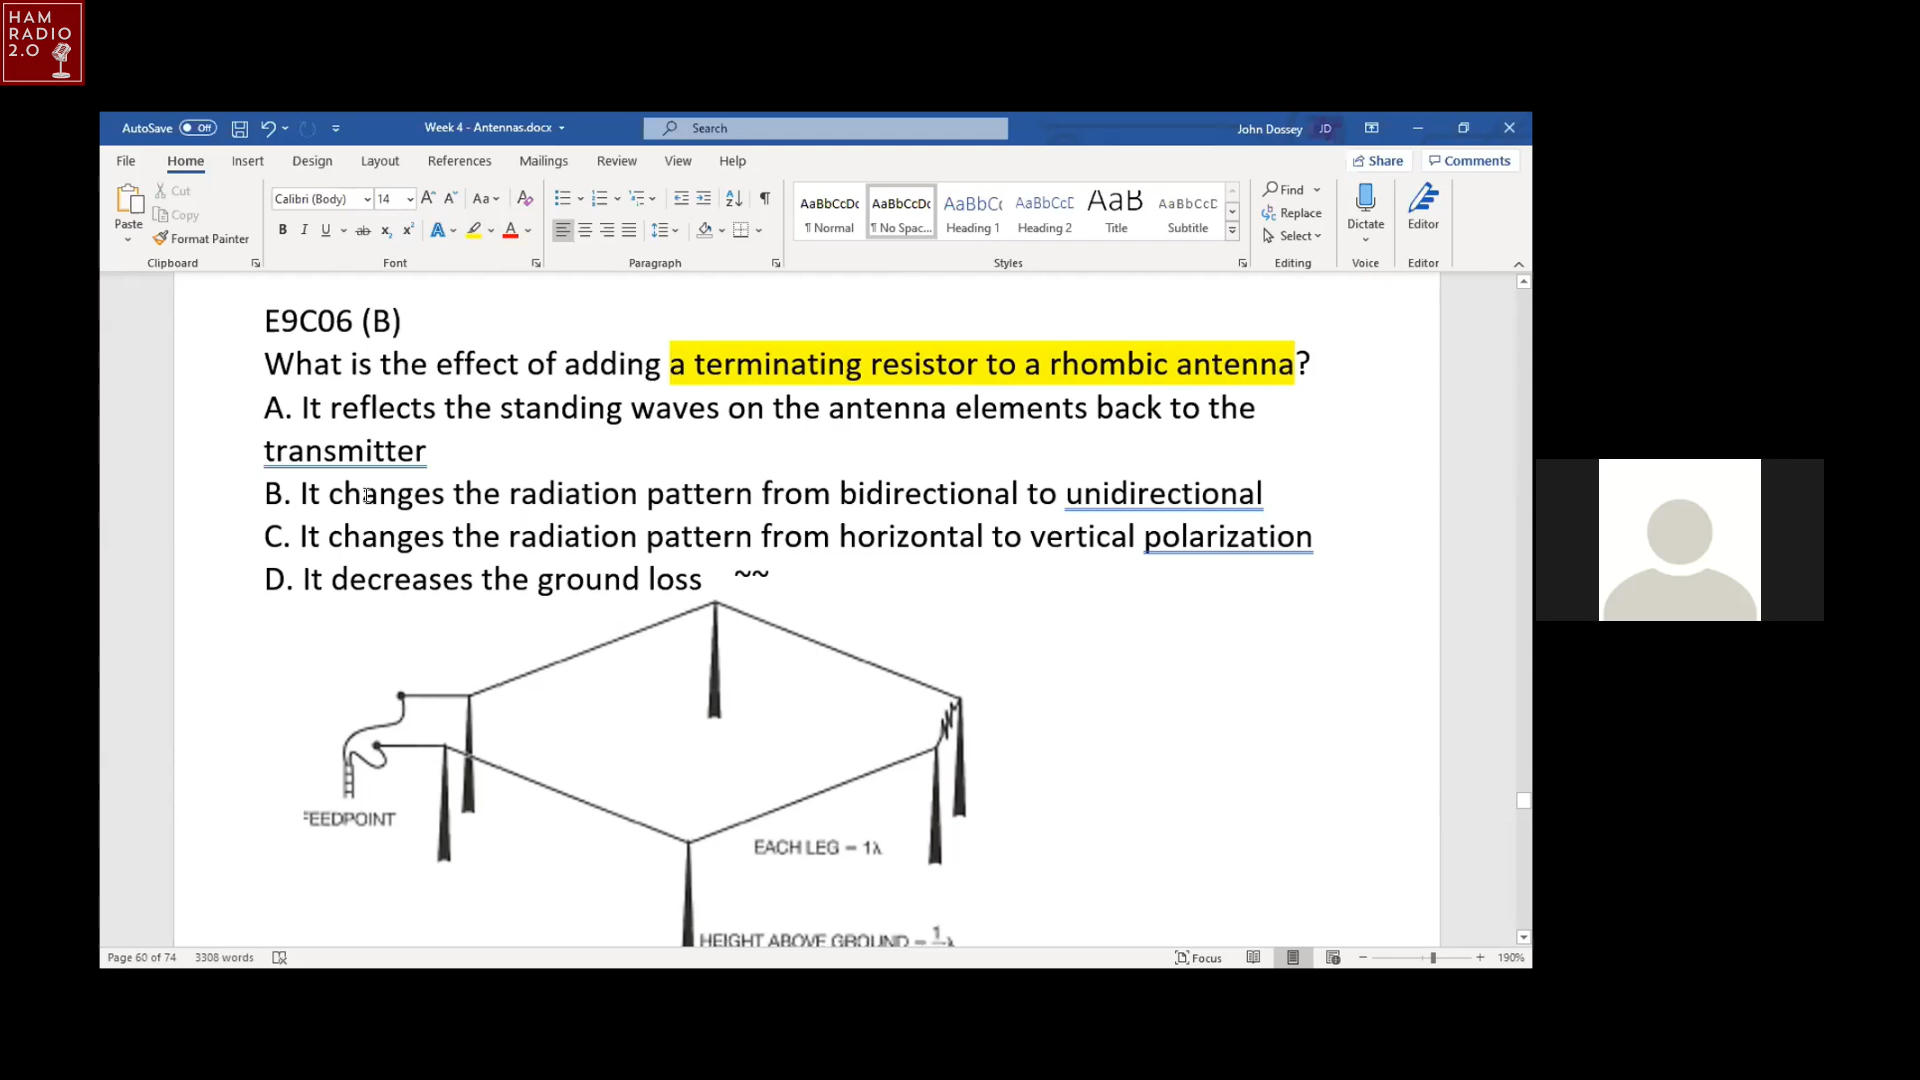 HAM
RADIO
2.0
AutoSave Off
Week 4 - Antennas.docx
Search
John Dossey JD
File Home Insert Design Layout References Mailings Review View Help
Share Comments
Paste
Cut
Copy
Format Painter
Clipboard
Calibri (Body) 14
Font
Paragraph
AaBbCcDc AaBbCcDc AaBbCc AaBbCcD AaB AaBbCcD
¶ Normal ¶ No Spac... Heading 1 Heading 2 Title Subtitle
Styles
Find
Replace
Select
Editing
Dictate
Voice
Editor
Editor
E9C06 (B)
What is the effect of adding a terminating resistor to a rhombic antenna?
A. It reflects the standing waves on the antenna elements back to the
transmitter
B. It changes the radiation pattern from bidirectional to unidirectional
C. It changes the radiation pattern from horizontal to vertical polarization
D. It decreases the ground loss ~~
FEEDPOINT
EACH LEG = 1λ
HEIGHT ABOVE GROUND =
Page 60 of 74 3308 words
Focus
190%